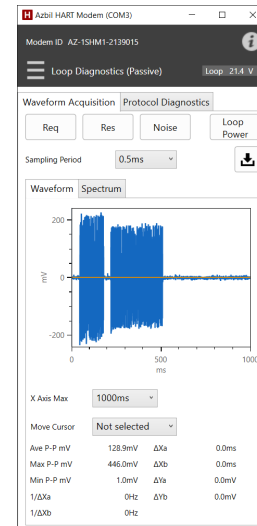 H Azbil HART Modem (COM3)
Modem ID AZ-1SHM1-2139015
Loop Diagnostics (Passive) Loop 21.4 V
Waveform Acquisition Protocol Diagnostics
Req Res Noise Loop Power
Sampling Period 0.5ms
Waveform Spectrum
200
mV
0
-200
0 500 1000
ms
X Axis Max 1000ms
Move Cursor Not selected
Ave P-P mV 128.9mV ΔXa 0.0ms
Max P-P mV 446.0mV ΔXb 0.0ms
Min P-P mV 1.0mV ΔYa 0.0mV
1/ΔXa 0Hz ΔYb 0.0mV
1/ΔXb 0Hz